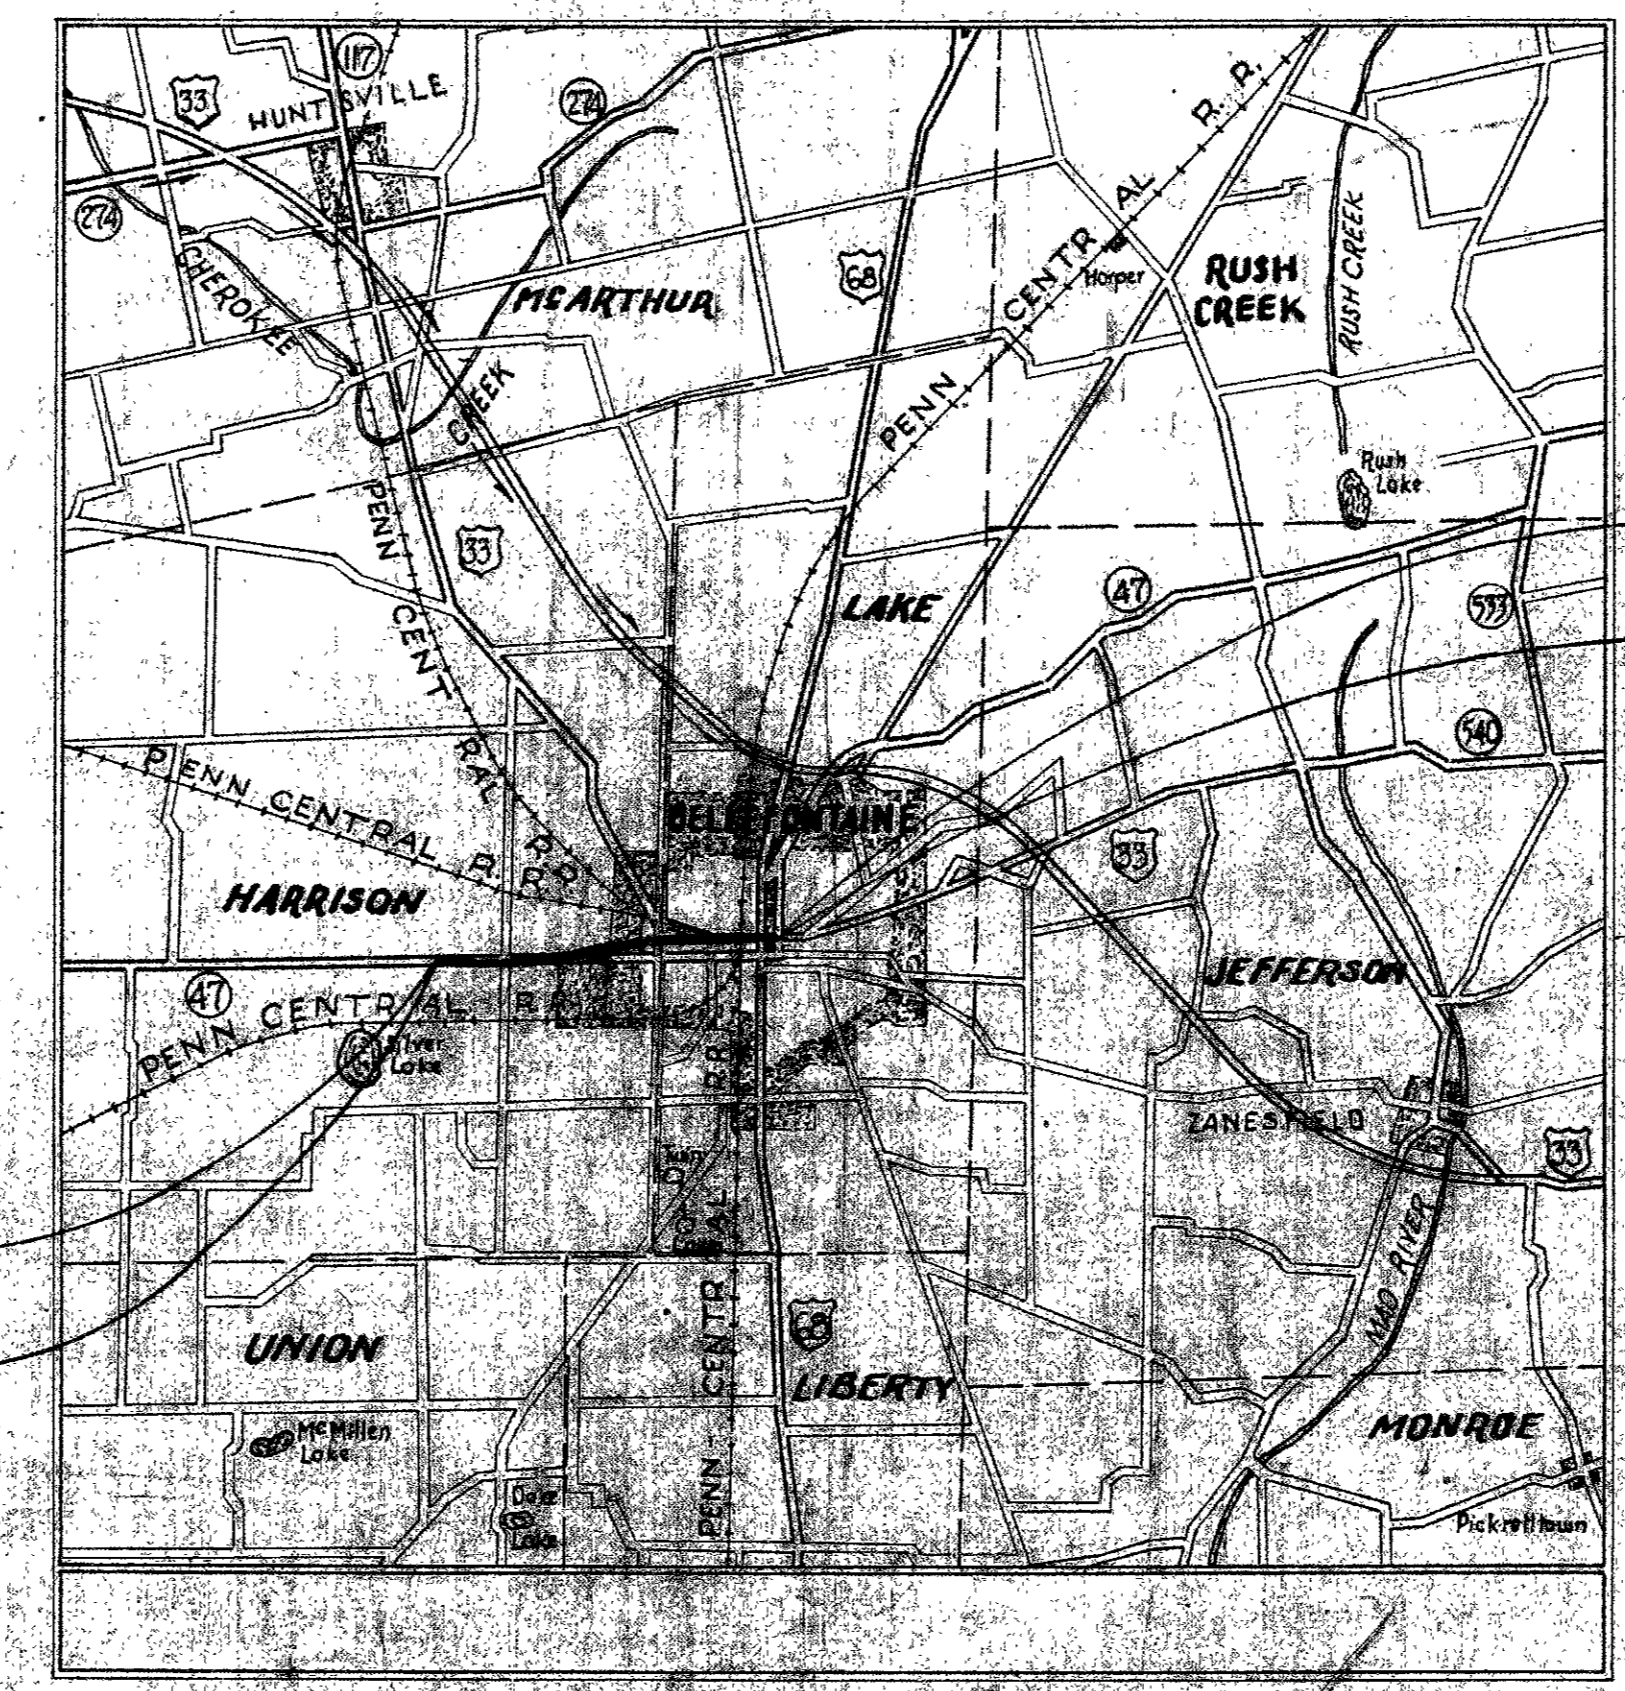 117
33
HUNTSVILLE
274
R. R.
274
CENTRAL
RUSH CREEK
CHEROKEE
McARTHUR
68
Harper
RUSH
CREEK
CREEK
PENN
Rush
Lake
PENN
33
CENT
LAKE
47
533
RAL
540
PENN CENTRAL R R
R.R.
BELLEFONTAINE
33
HARRISON
JEFFERSON
47
PENN CENTRAL R R
Silver
Lake
R R
ZANESFIELD
33
CENTRAL
MAD RIVER
UNION
68
LIBERTY
MONROE
McMillen
Lake
PENN-
Lake
Pickrelltown